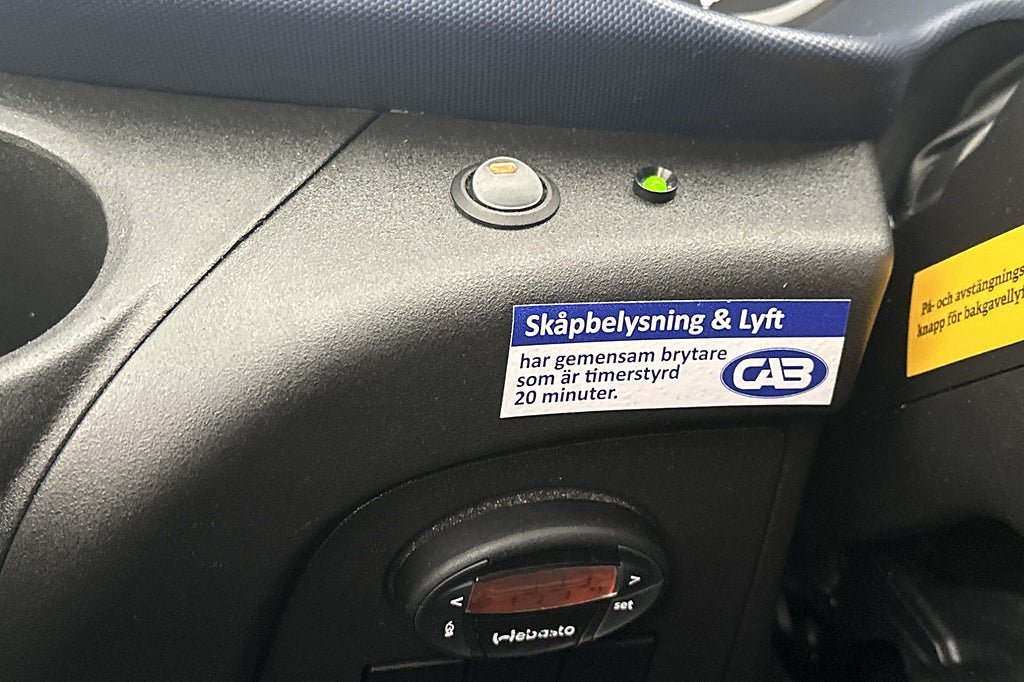 Skåpbelysning & Lyft
har gemensam brytare
som är timerstyrd
20 minuter.
CAB
På- och avstängnings
knapp för bakgavellyf
< >
set
Webasto